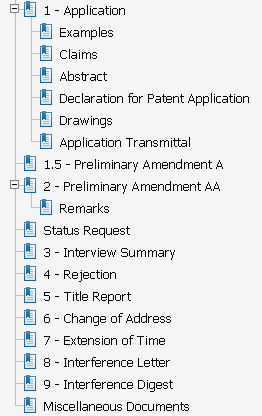 1 - Application
Examples
Claims
Abstract
Declaration for Patent Application
Drawings
Application Transmittal
1.5 - Preliminary Amendment A
2 - Preliminary Amendment AA
Remarks
Status Request
3 - Interview Summary
4 - Rejection
5 - Title Report
6 - Change of Address
7 - Extension of Time
8 - Interference Letter
9 - Interference Digest
Miscellaneous Documents